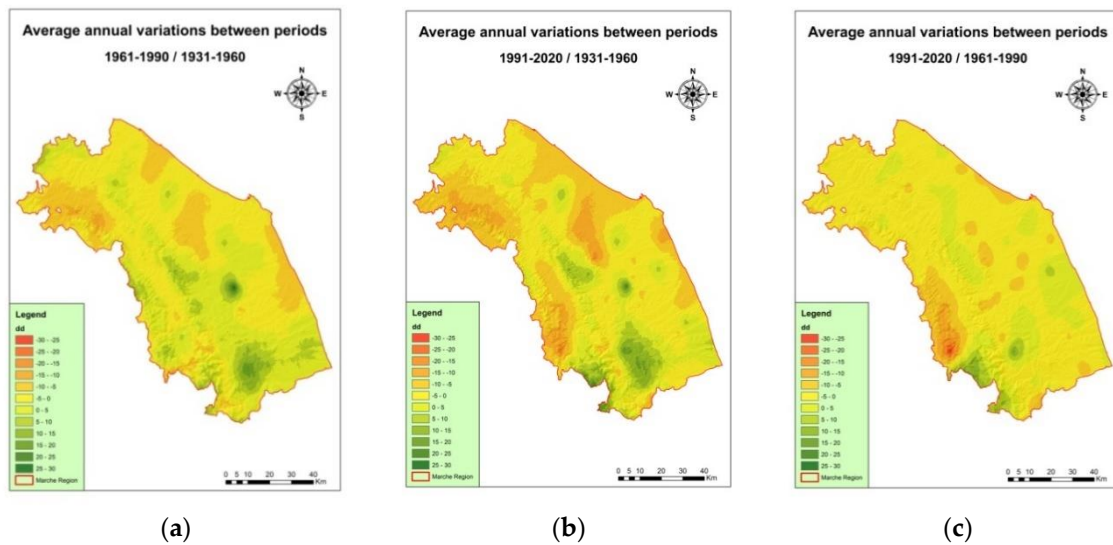 Average annual variations between periods
1961-1990 / 1931-1960
N
W E
S
Legend
dd
-30 - -25
-25 - -20
-20 - -15
-15 - -10
-10 - -5
-5 - 0
0 - 5
5 - 10
10 - 15
15 - 20
20 - 25
25 - 30
Marche Region
0 5 10 20 30 40
Km
(a)
Average annual variations between periods
1991-2020 / 1931-1960
N
W E
S
Legend
dd
-30 - -25
-25 - -20
-20 - -15
-15 - -10
-10 - -5
-5 - 0
0 - 5
5 - 10
10 - 15
15 - 20
20 - 25
25 - 30
Marche Region
0 5 10 20 30 40
Km
(b)
Average annual variations between periods
1991-2020 / 1961-1990
N
W E
S
Legend
dd
-30 - -25
-25 - -20
-20 - -15
-15 - -10
-10 - -5
-5 - 0
0 - 5
5 - 10
10 - 15
15 - 20
20 - 25
25 - 30
Marche Region
0 5 10 20 30 40
Km
(c)